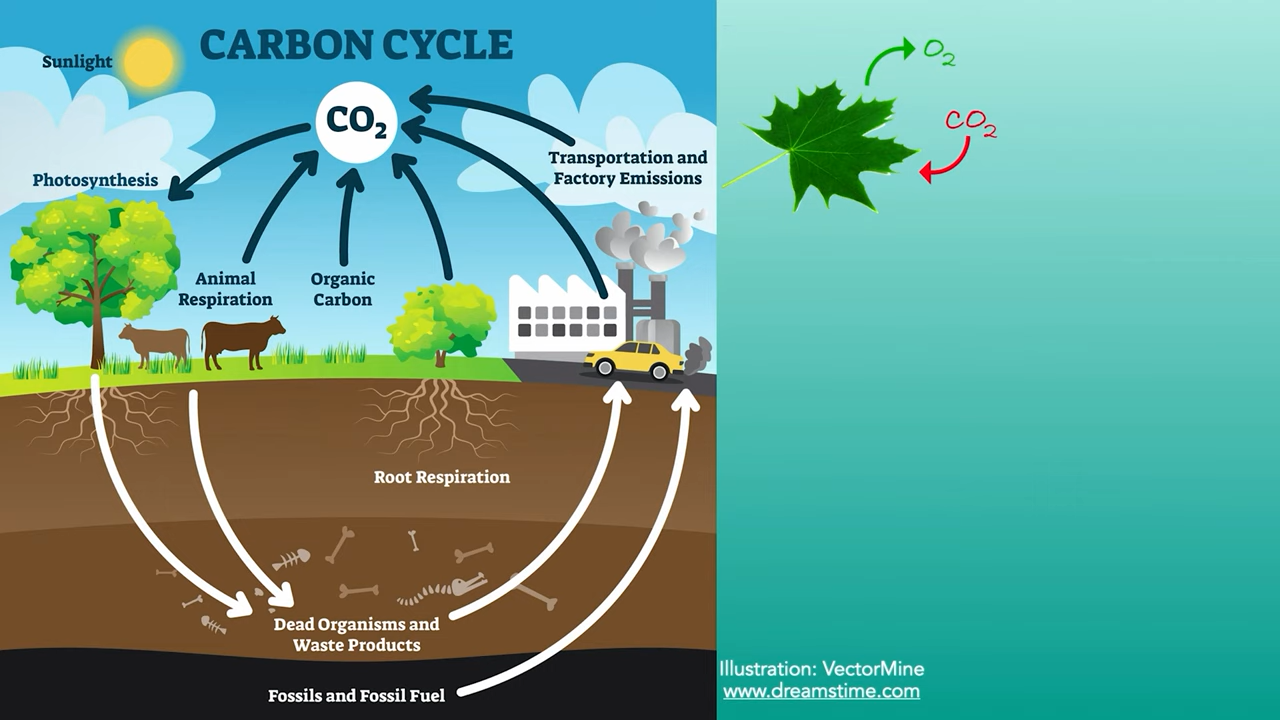 CARBON CYCLE
Sunlight
CO₂
Transportation and
Factory Emissions
Photosynthesis
Animal
Respiration
Organic
Carbon
Root Respiration
Dead Organisms and
Waste Products
Fossils and Fossil Fuel
O₂
CO₂
Illustration: VectorMine
www.dreamstime.com